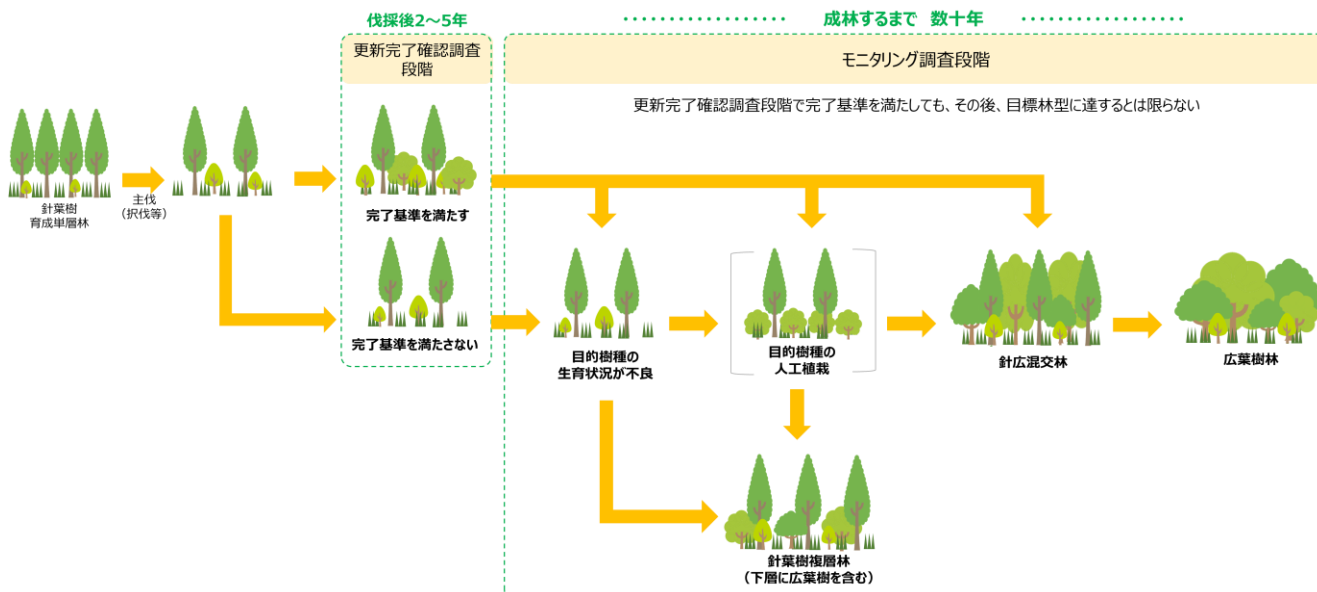 伐採後2～5年
成林するまで 数十年
更新完了確認調査
段階
モニタリング調査段階
更新完了確認調査段階で完了基準を満たしても、その後、目標林型に達するとは限らない
針葉樹
育成単層林
主伐
（択伐等）
完了基準を満たす
完了基準を満たさない
目的樹種の
生育状況が不良
目的樹種の
人工植栽
針広混交林
広葉樹林
針葉樹複層林
（下層に広葉樹を含む）